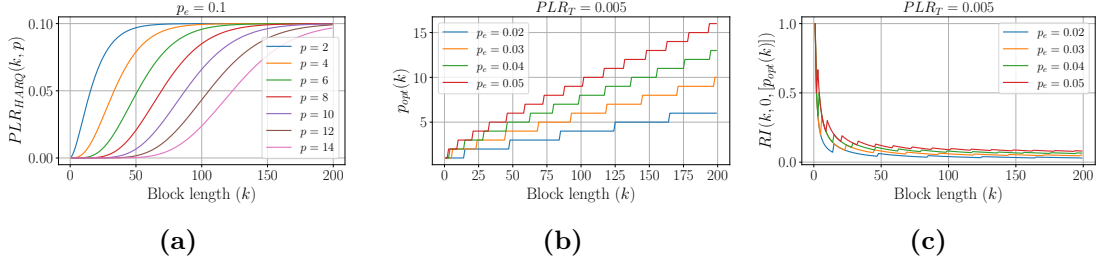 p_e = 0.1
PLR_HARQ(k, p)
0.10
0.05
0.00
p = 2
p = 4
p = 6
p = 8
p = 10
p = 12
p = 14
0 50 100 150 200
Block length (k)
(a)
PLR_T = 0.005
p_opt(k)
15
10
5
p_e = 0.02
p_e = 0.03
p_e = 0.04
p_e = 0.05
0 25 50 75 100 125 150 175 200
Block length (k)
(b)
PLR_T = 0.005
RI(k, 0, [p_opt(k)])
1.0
0.5
0.0
p_e = 0.02
p_e = 0.03
p_e = 0.04
p_e = 0.05
0 50 100 150 200
Block length (k)
(c)